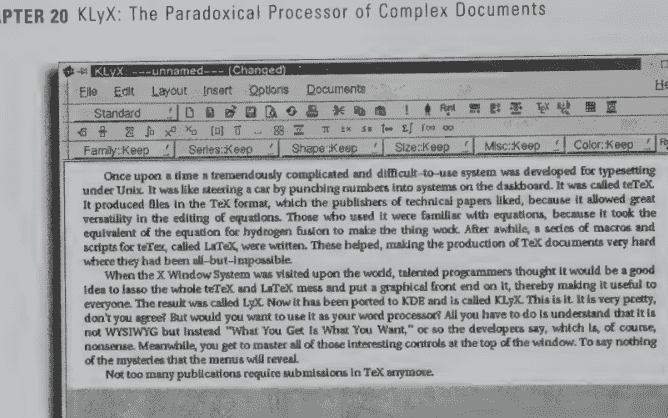 APTER 20 KLyX: The Paradoxical Processor of Complex Documents
KLyX: ---unnamed--- (Changed)
File Edit Layout Insert Options Documents He
Standard ! Font TeX
Family:Keep Series:Keep Shape:Keep Size:Keep Misc:Keep Color:Keep
Once upon a time a tremendously complicated and difficult-to-use system was developed for typesetting
under Unix. It was like steering a car by punching numbers into systems on the dashboard. It was called teTeX.
It produced files in the TeX format, which the publishers of technical papers liked, because it allowed great
versatility in the editing of equations. Those who used it were familiar with equations, because it took the
equivalent of the equation for hydrogen fusion to make the thing work. After awhile, a series of macros and
scripts for teTex, called LaTeX, were written. These helped, making the production of TeX documents very hard
where they had been all-but-impossible.
When the X Window System was visited upon the world, talented programmers thought it would be a good
idea to lasso the whole teTeX and LaTeX mess and put a graphical front end on it, thereby making it useful to
everyone. The result was called LyX. Now it has been ported to KDE and is called KLyX. This is it. It is very pretty,
don't you agree? But would you want to use it as your word processor? All you have to do is understand that it is
not WYSIWYG but instead "What You Get Is What You Want," or so the developers say, which is, of course,
nonsense. Meanwhile, you get to master all of those interesting controls at the top of the window. To say nothing
of the mysteries that the menus will reveal.
Not too many publications require submissions in TeX anymore.